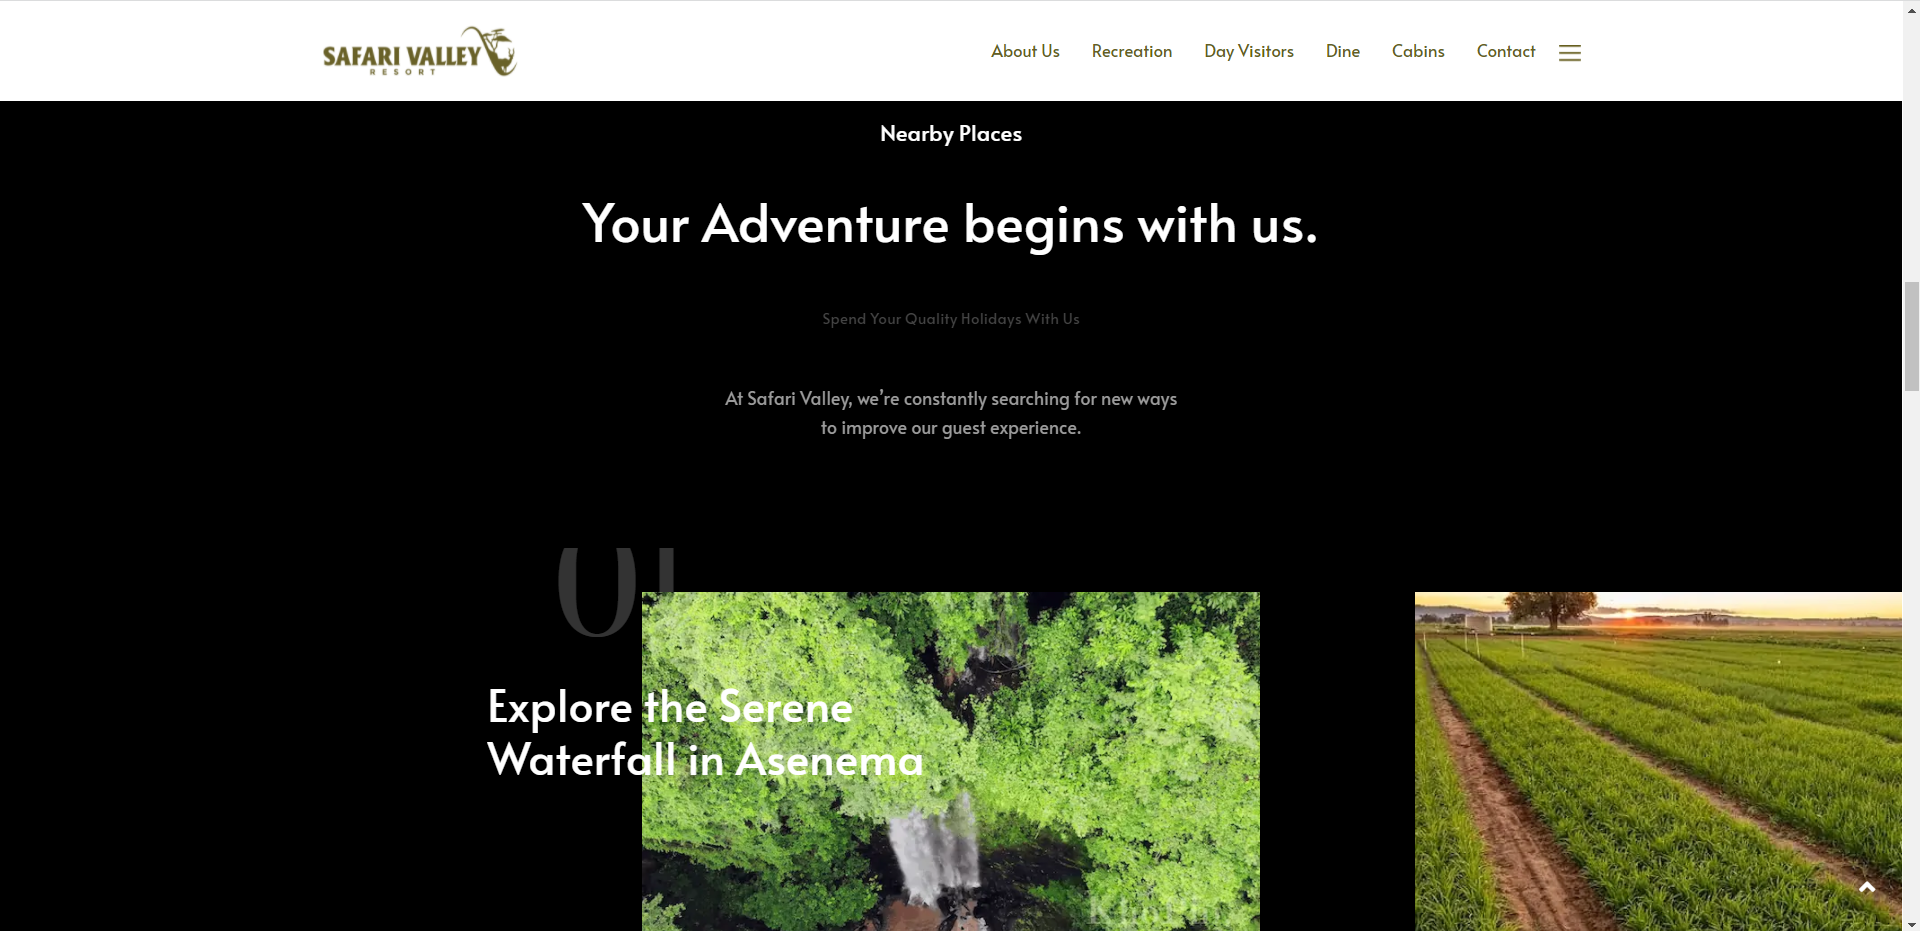 SAFARI VALLEY
RESORT
About Us Recreation Day Visitors Dine Cabins Contact
Nearby Places
Your Adventure begins with us.
Spend Your Quality Holidays With Us
At Safari Valley, we’re constantly searching for new ways
to improve our guest experience.
01
Explore the Serene
Waterfall in Asenema